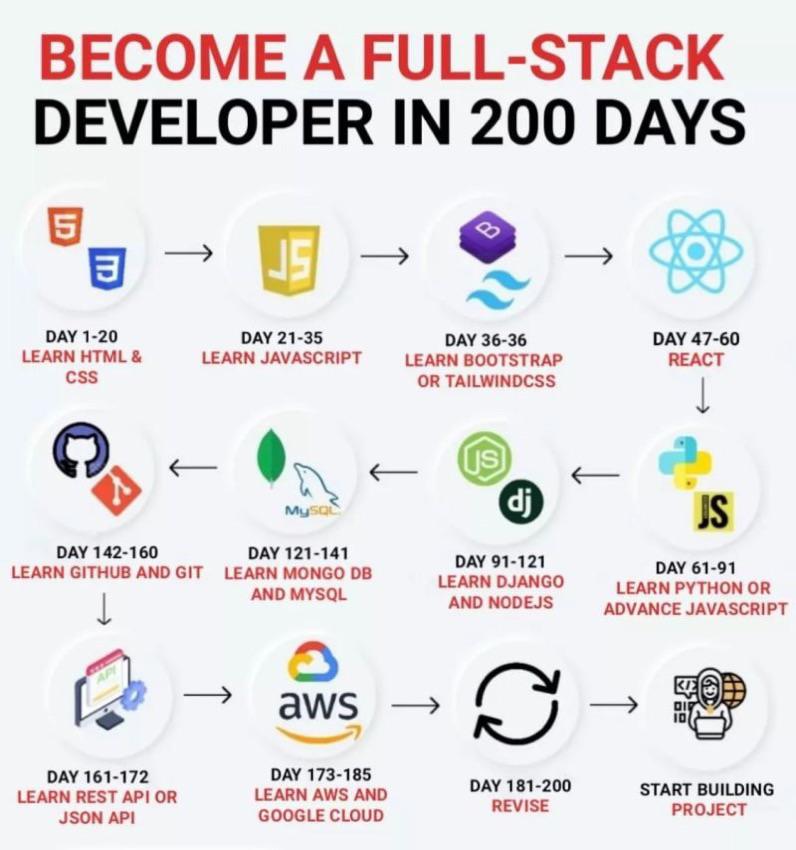 BECOME A FULL-STACK
DEVELOPER IN 200 DAYS
5
3
DAY 1-20
LEARN HTML &
CSS
JS
DAY 21-35
LEARN JAVASCRIPT
B
DAY 36-36
LEARN BOOTSTRAP
OR TAILWINDCSS
DAY 47-60
REACT
JS
DAY 61-91
LEARN PYTHON OR
ADVANCE JAVASCRIPT
JS
dj
DAY 91-121
LEARN DJANGO
AND NODEJS
MySQL
DAY 121-141
LEARN MONGO DB
AND MYSQL
DAY 142-160
LEARN GITHUB AND GIT
API
DAY 161-172
LEARN REST API OR
JSON API
aws
DAY 173-185
LEARN AWS AND
GOOGLE CLOUD
DAY 181-200
REVISE
</>
START BUILDING
PROJECT